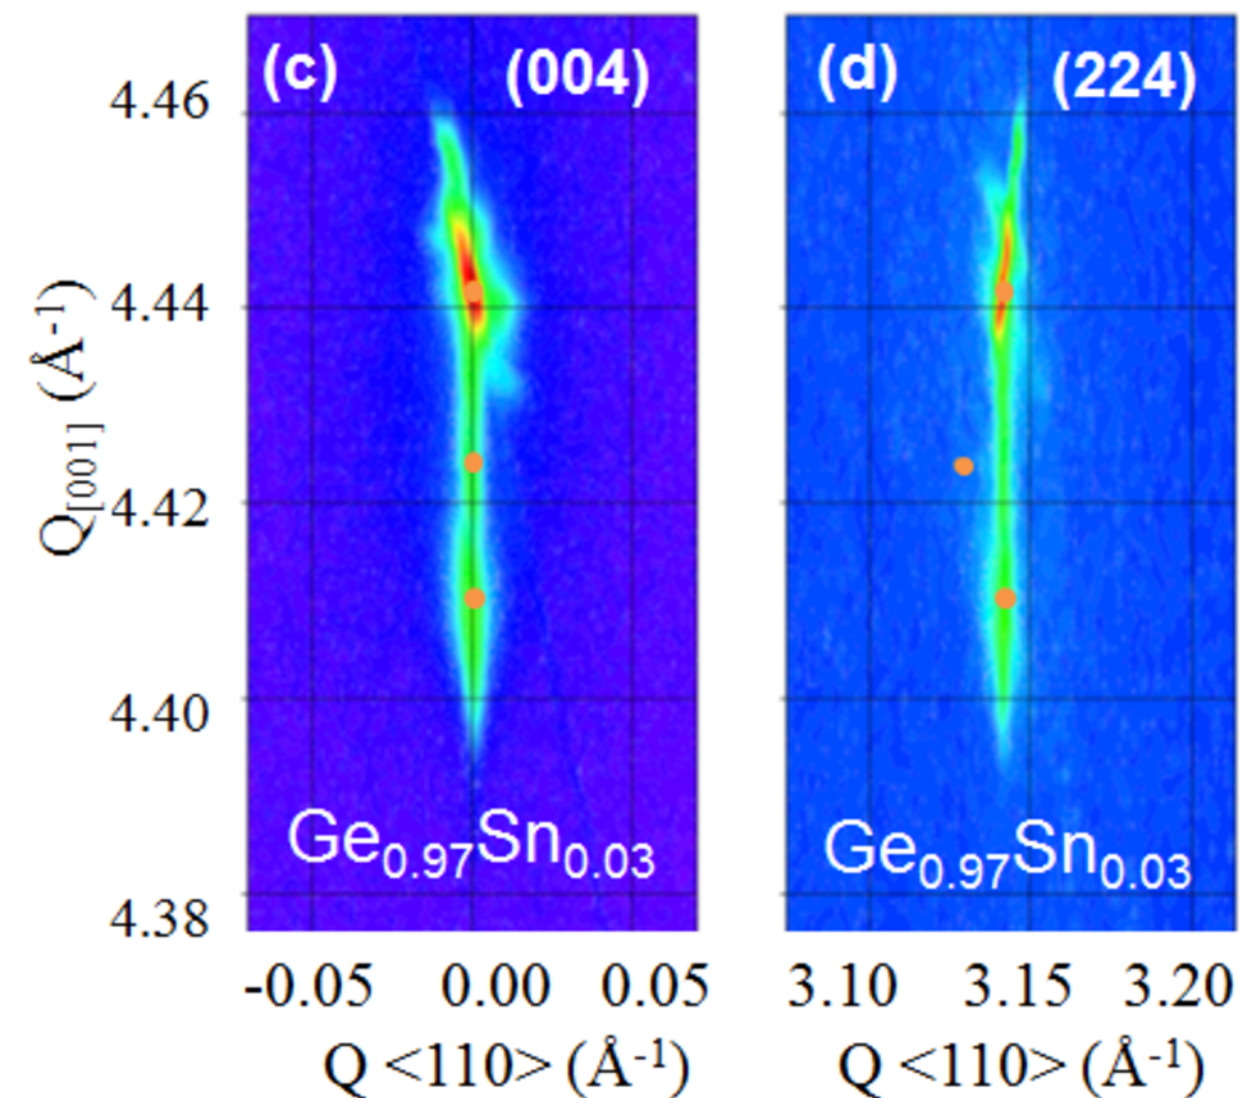 (c) (004) (d) (224)
4.46
4.44
4.42
4.40
4.38
Q[001] (Å-1)
Ge0.97Sn0.03 Ge0.97Sn0.03
-0.05 0.00 0.05 3.10 3.15 3.20
Q <110> (Å-1) Q <110> (Å-1)